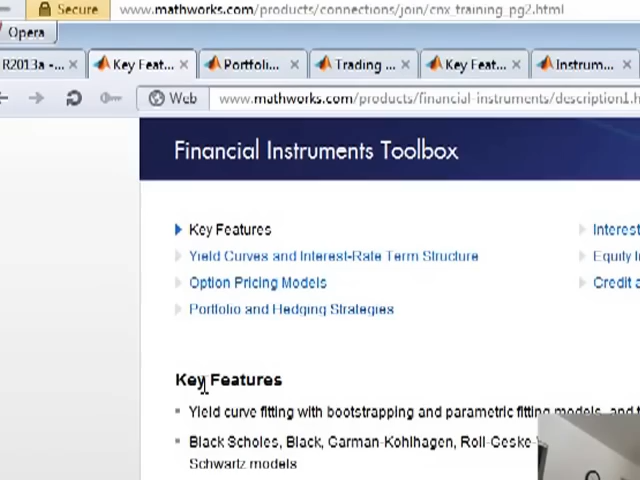 Secure www.mathworks.com/products/connections/join/cnx_training_pg2.html
Opera
R2013a -... Key Feat... Portfoli... Trading ... Key Feat... Instrum...
Web www.mathworks.com/products/financial-instruments/description1.h
Financial Instruments Toolbox
Key Features Interest
Yield Curves and Interest-Rate Term Structure Equity I
Option Pricing Models Credit a
Portfolio and Hedging Strategies
Key Features
Yield curve fitting with bootstrapping and parametric fitting models, and
Black Scholes, Black, Garman-Kohlhagen, Roll-Geske-
Schwartz models